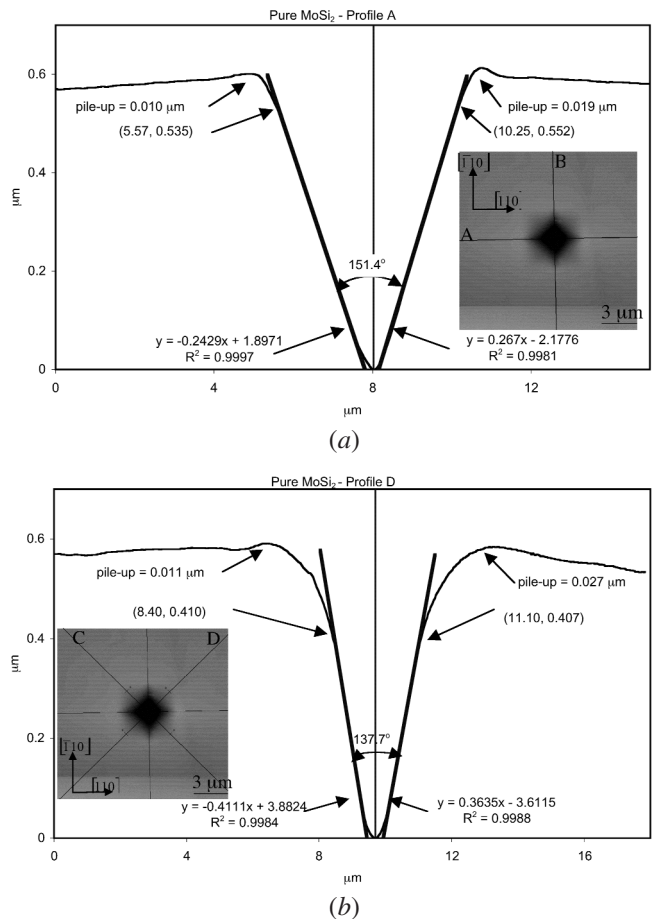 Pure MoSi₂ - Profile A
0.6
pile-up = 0.010 µm
pile-up = 0.019 µm
(5.57, 0.535)
(10.25, 0.552)
0.4
[1̅10]
B
[110]
A
µm
0.2
151.4°
3 µm
y = -0.2429x + 1.8971
R² = 0.9997
y = 0.267x - 2.1776
R² = 0.9981
0
0 4 8 12
µm
(a)
Pure MoSi₂ - Profile D
0.6
pile-up = 0.011 µm
pile-up = 0.027 µm
(8.40, 0.410)
(11.10, 0.407)
0.4
C D
µm
0.2
[1̅10]
[110]
3 µm
137.7°
y = -0.4111x + 3.8824
R² = 0.9984
y = 0.3635x - 3.6115
R² = 0.9988
0
0 4 8 12 16
µm
(b)